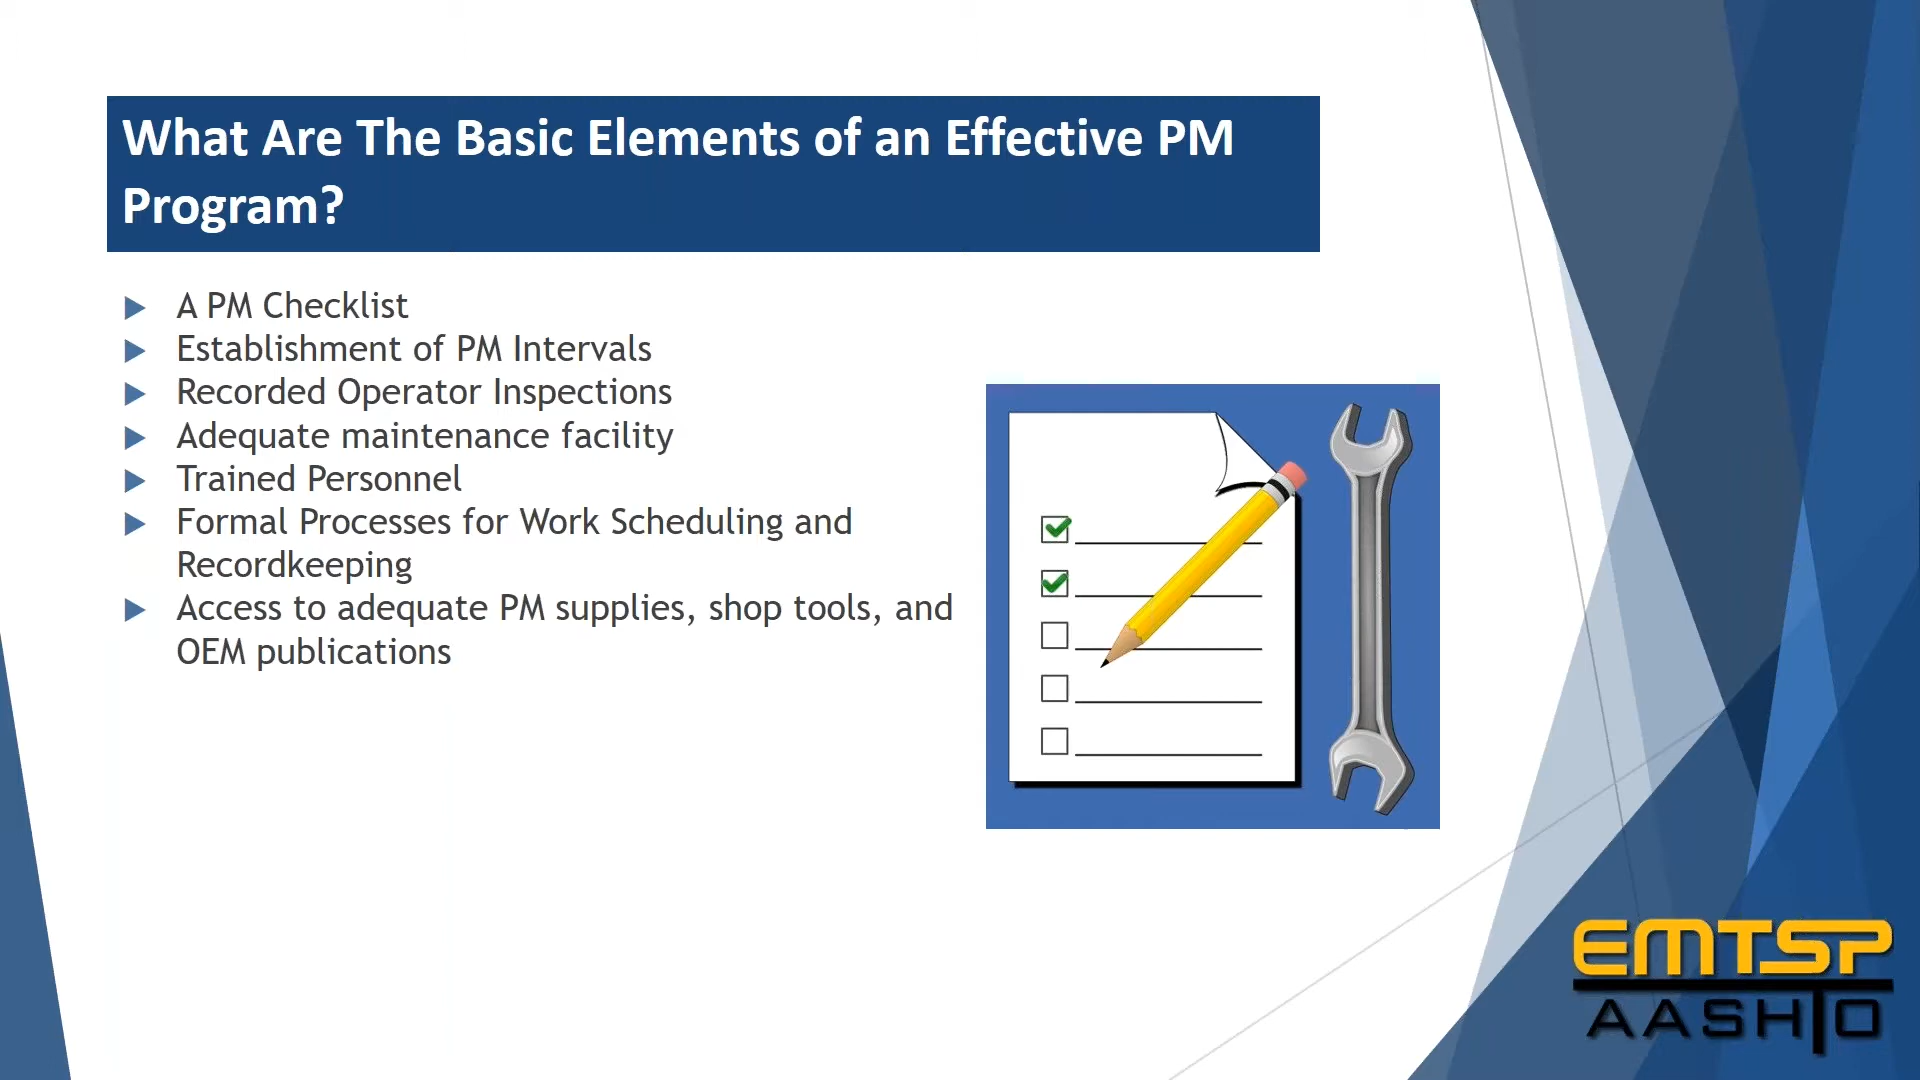 What Are The Basic Elements of an Effective PM
Program?
A PM Checklist
Establishment of PM Intervals
Recorded Operator Inspections
Adequate maintenance facility
Trained Personnel
Formal Processes for Work Scheduling and
Recordkeeping
Access to adequate PM supplies, shop tools, and
OEM publications
EMTSP
AASHTO